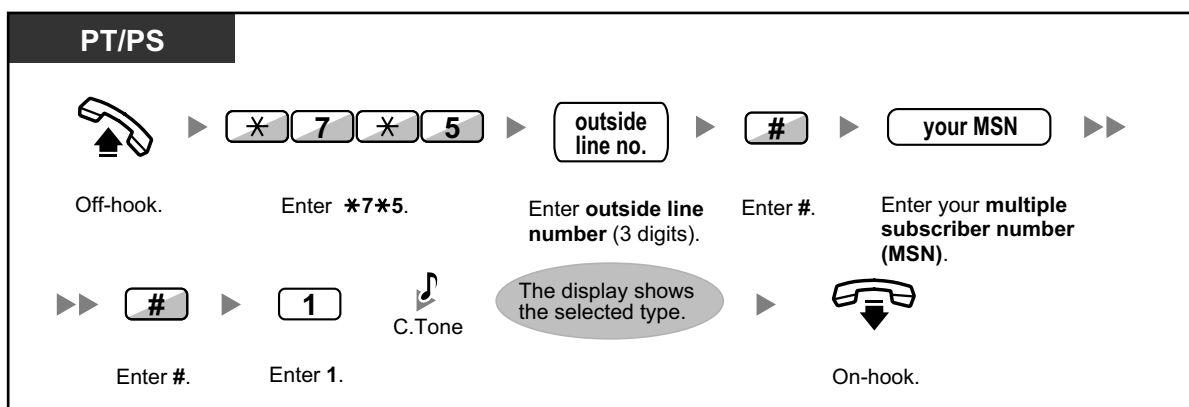 PT/PS
✕ 7 ✕ 5
outside
line no.
#
your MSN
Off-hook.
Enter ✕7✕5.
Enter outside line
number (3 digits).
Enter #.
Enter your multiple
subscriber number
(MSN).
#
1
C.Tone
The display shows
the selected type.
Enter #.
Enter 1.
On-hook.